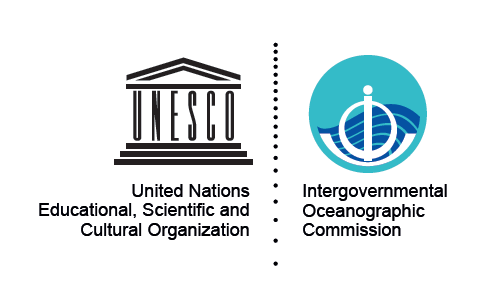 UNESCO
United Nations
Educational, Scientific and
Cultural Organization
Intergovernmental
Oceanographic
Commission